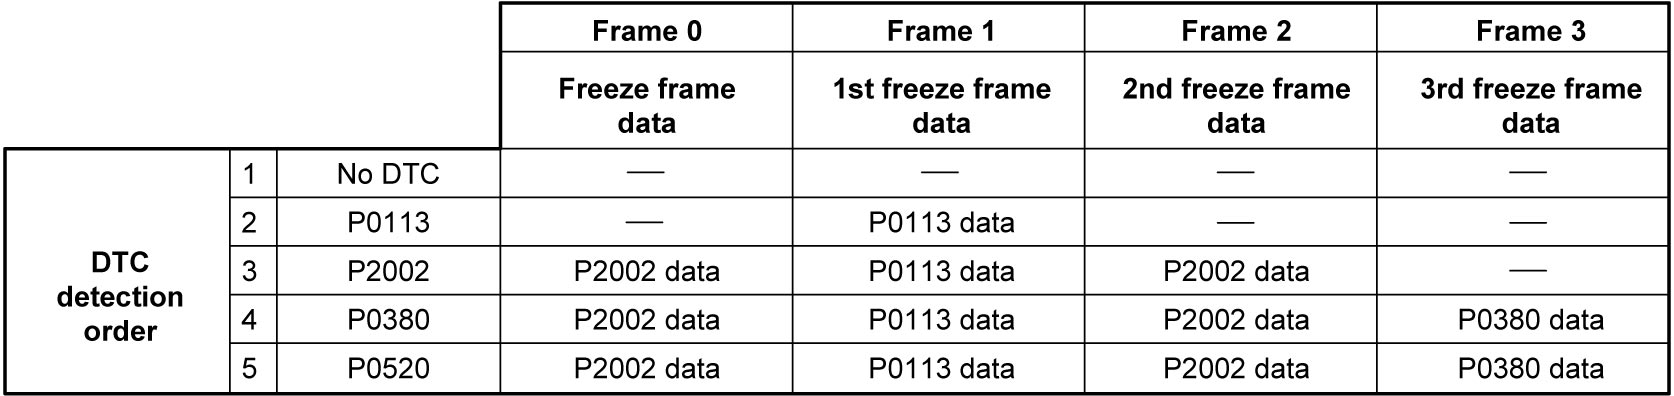 Frame 0 Frame 1 Frame 2 Frame 3
Freeze frame data 1st freeze frame data 2nd freeze frame data 3rd freeze frame data
DTC detection order
1 No DTC — — — —
2 P0113 — P0113 data — —
3 P2002 P2002 data P0113 data P2002 data —
4 P0380 P2002 data P0113 data P2002 data P0380 data
5 P0520 P2002 data P0113 data P2002 data P0380 data